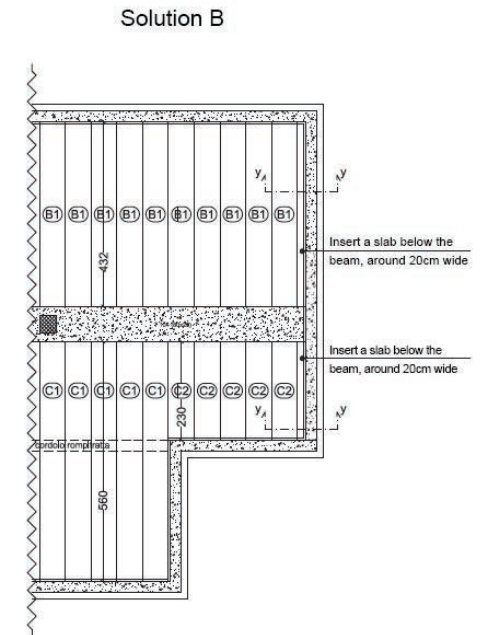 Solution B
y y
B1 B1 B1 B1 B1 B1 B1 B1 B1 B1
Insert a slab below the
beam, around 20cm wide
432
Insert a slab below the
beam, around 20cm wide
C1 C1 C1 C1 C1 C2 C2 C2 C2 C2
230
y y
cordolo rompitratta
560